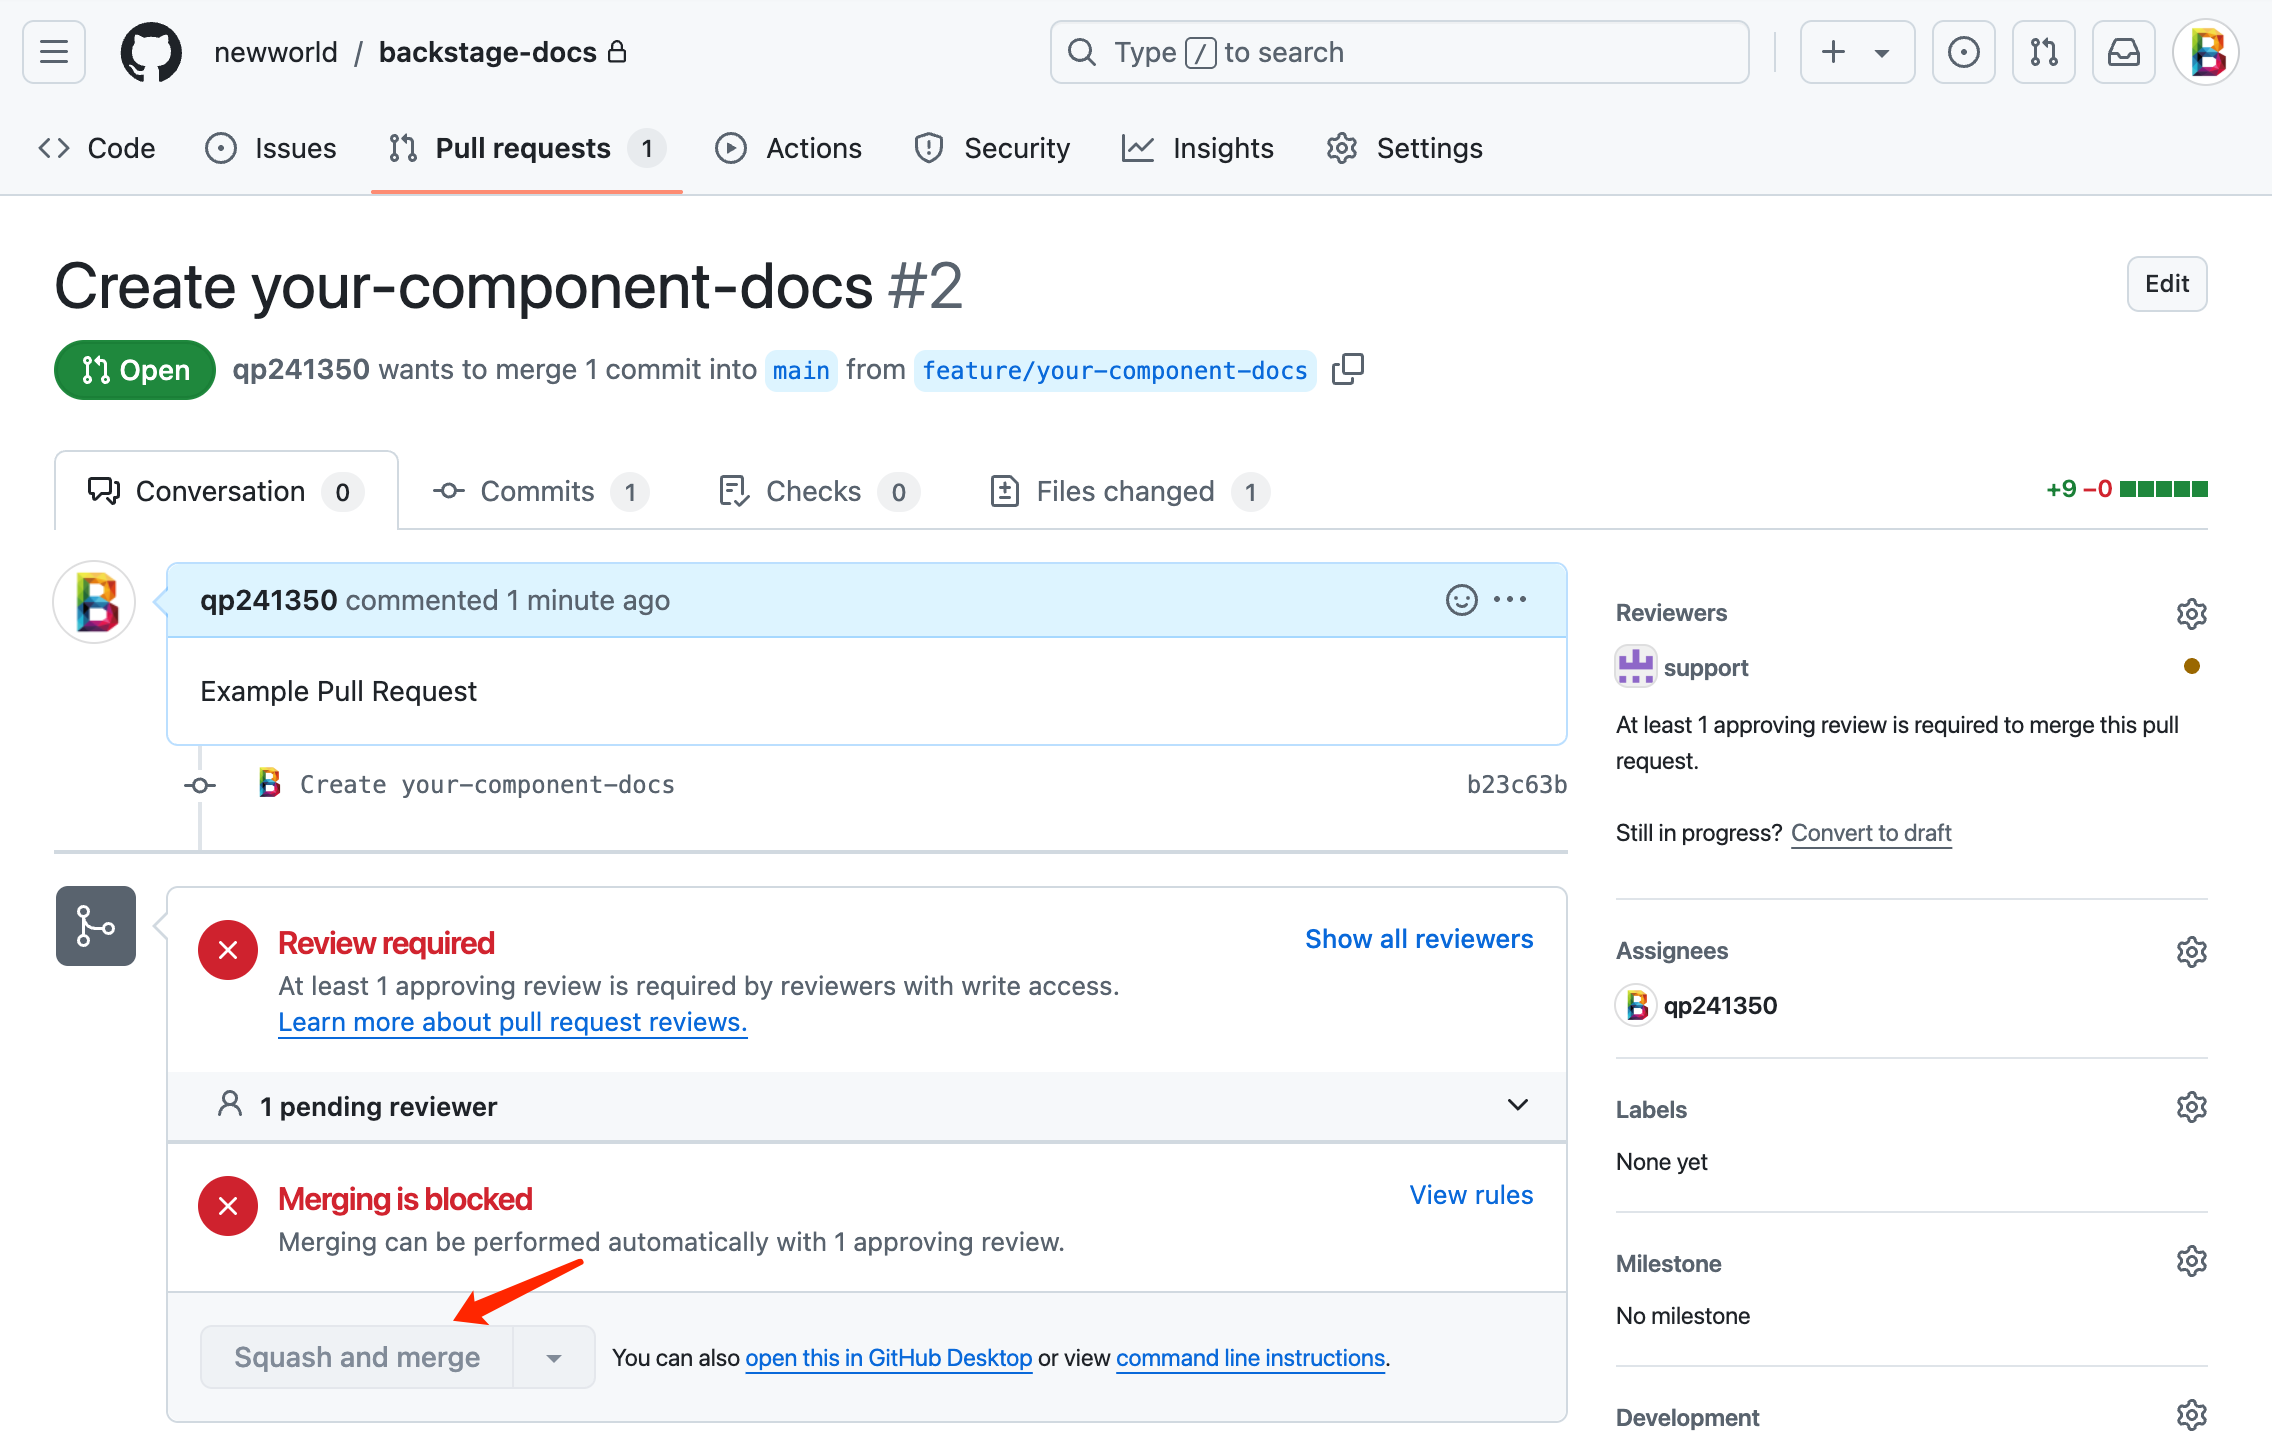 newworld / backstage-docs
Type / to search
Code Issues Pull requests 1 Actions Security Insights Settings
Create your-component-docs #2
Edit
Open qp241350 wants to merge 1 commit into main from feature/your-component-docs
Conversation 0 Commits 1 Checks 0 Files changed 1
+9 −0
qp241350 commented 1 minute ago
Example Pull Request
Create your-component-docs b23c63b
Review required
Show all reviewers
At least 1 approving review is required by reviewers with write access.
Learn more about pull request reviews.
1 pending reviewer
Merging is blocked
View rules
Merging can be performed automatically with 1 approving review.
Squash and merge
You can also open this in GitHub Desktop or view command line instructions.
Reviewers
support
At least 1 approving review is required to merge this pull
request.
Still in progress? Convert to draft
Assignees
qp241350
Labels
None yet
Milestone
No milestone
Development